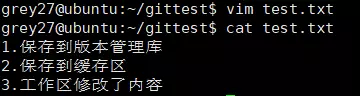 grey27@ubuntu:~/gittest$ vim test.txt
grey27@ubuntu:~/gittest$ cat test.txt
1.保存到版本管理库
2.保存到缓存区
3.工作区修改了内容